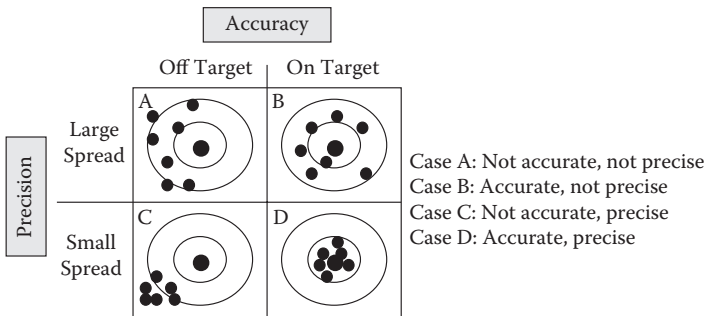 Accuracy
Off Target
On Target
Precision
Large
Spread
Small
Spread
A
B
C
D
Case A: Not accurate, not precise
Case B: Accurate, not precise
Case C: Not accurate, precise
Case D: Accurate, precise